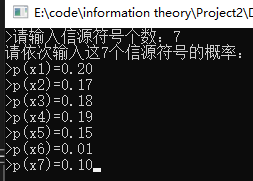 E:\code\information theory\Project2\D
>请输入信源符号个数：7
请依次输入这7个信源符号的概率：
>p(x1)=0.20
>p(x2)=0.17
>p(x3)=0.18
>p(x4)=0.19
>p(x5)=0.15
>p(x6)=0.01
>p(x7)=0.10